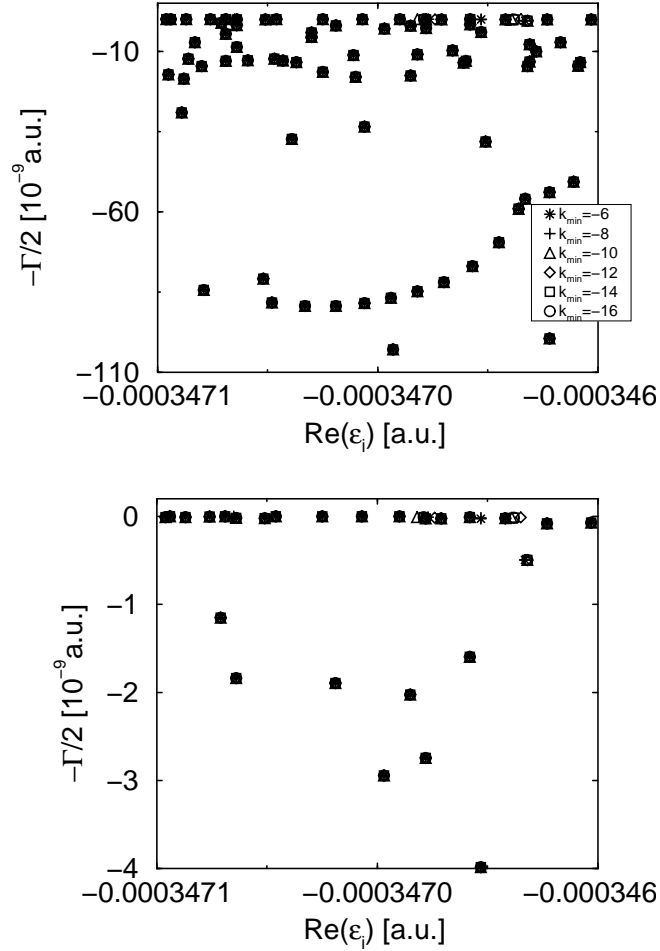 −10
−60
−110
−Γ/2 [10⁻⁹a.u.]
k_min=−6
k_min=−8
k_min=−10
k_min=−12
k_min=−14
k_min=−16
−0.0003471 −0.0003470 −0.000346
Re(ε_i) [a.u.]
0
−1
−2
−3
−4
−Γ/2 [10⁻⁹a.u.]
−0.0003471 −0.0003470 −0.000346
Re(ε_i) [a.u.]